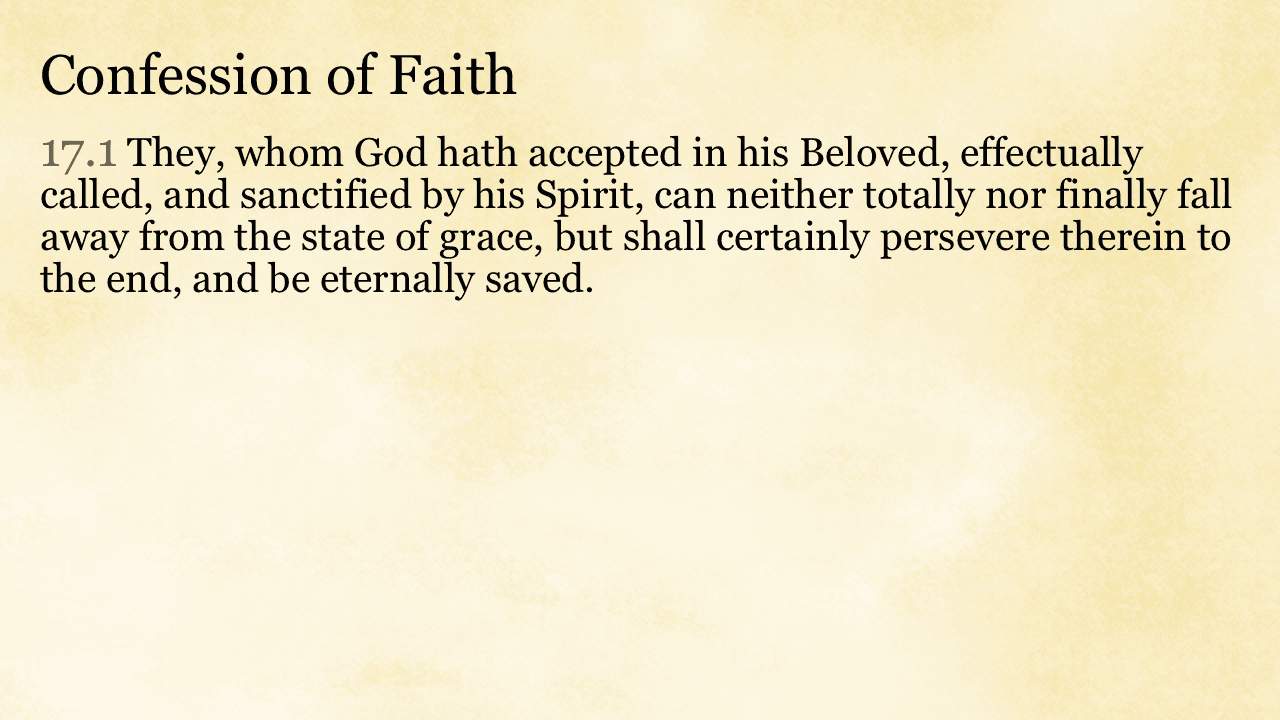 Confession of Faith
17.1 They, whom God hath accepted in his Beloved, effectually
called, and sanctified by his Spirit, can neither totally nor finally fall
away from the state of grace, but shall certainly persevere therein to
the end, and be eternally saved.